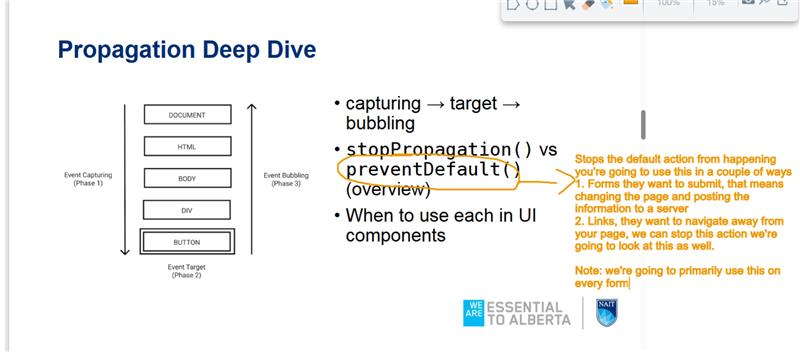 100%
15%
Propagation Deep Dive
DOCUMENT
HTML
BODY
DIV
BUTTON
Event Capturing
(Phase 1)
Event Bubbling
(Phase 3)
Event Target
(Phase 2)
• capturing → target →
bubbling
• stopPropagation() vs
preventDefault()
(overview)
• When to use each in UI
components
Stops the default action from happening
you're going to use this in a couple of ways
1. Forms they want to submit, that means
changing the page and posting the
information to a server
2. Links, they want to navigate away from
your page, we can stop this action we're
going to look at this as well.
Note: we're going to primarily use this on
every form
WE ARE
ESSENTIAL
TO ALBERTA
NAIT